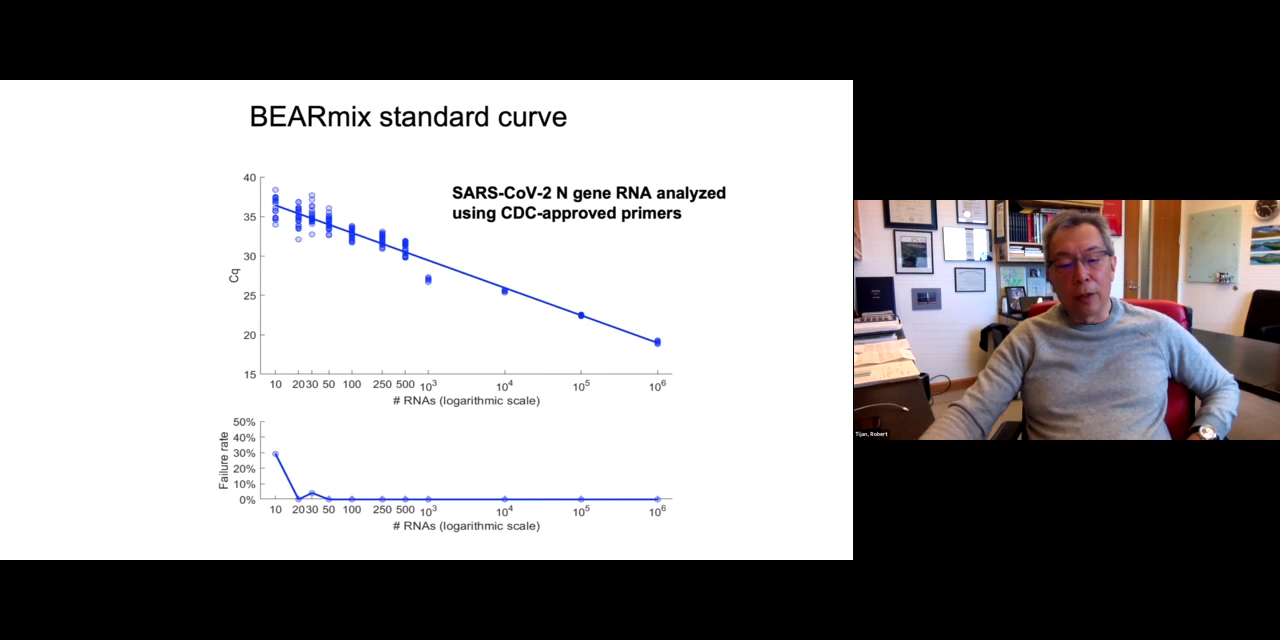 BEARmix standard curve
SARS-CoV-2 N gene RNA analyzed
using CDC-approved primers
40
35
30
25
20
15
Cq
10 20 30 50 100 250 500 10³ 10⁴ 10⁵ 10⁶
# RNAs (logarithmic scale)
50%
40%
30%
20%
10%
0%
Failure rate
10 20 30 50 100 250 500 10³ 10⁴ 10⁵ 10⁶
# RNAs (logarithmic scale)
Tijan, Robert